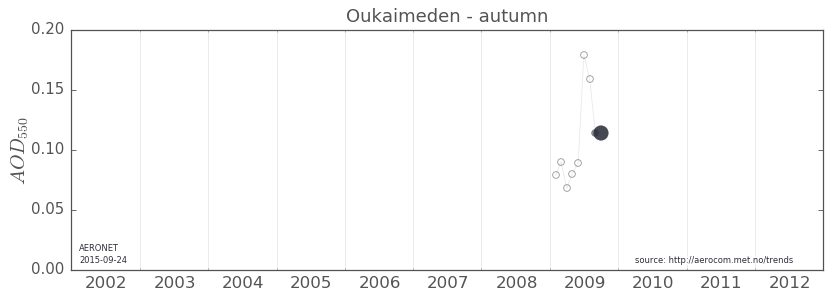 Oukaimeden - autumn
0.20
0.15
0.10
0.05
0.00
AOD550
AERONET
2015-09-24
source: http://aerocom.met.no/trends
2002 2003 2004 2005 2006 2007 2008 2009 2010 2011 2012